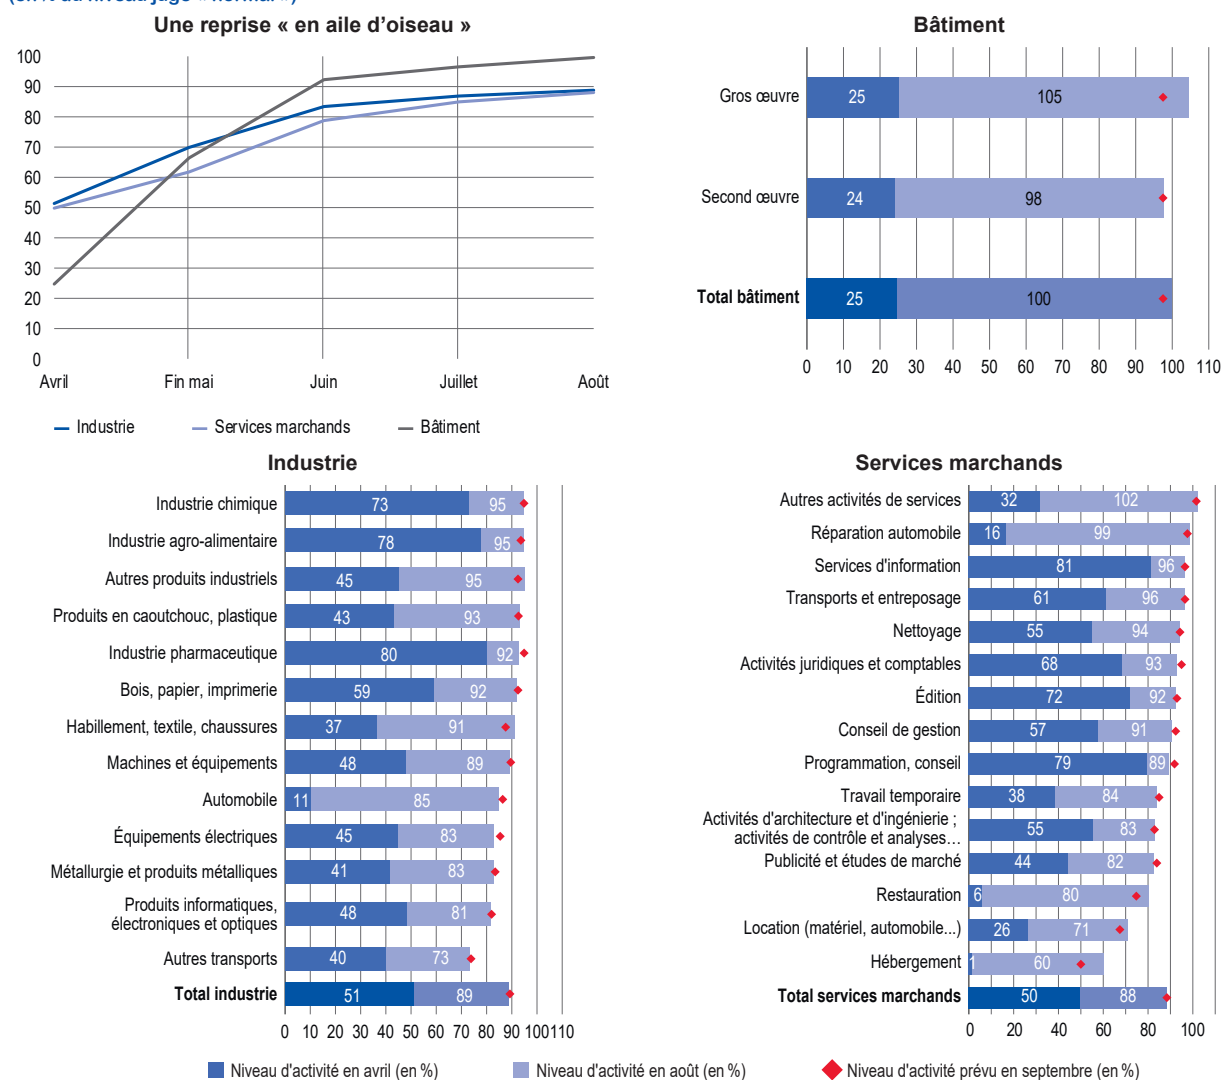 Une reprise « en aile d'oiseau »
100
90
80
70
60
50
40
30
20
10
0
Avril Fin mai Juin Juillet Août
Industrie Services marchands Bâtiment
Bâtiment
Gros œuvre 25 105
Second œuvre 24 98
Total bâtiment 25 100
0 10 20 30 40 50 60 70 80 90 100 110
Industrie
Industrie chimique 73 95
Industrie agro-alimentaire 78 95
Autres produits industriels 45 95
Produits en caoutchouc, plastique 43 93
Industrie pharmaceutique 80 92
Bois, papier, imprimerie 59 92
Habillement, textile, chaussures 37 91
Machines et équipements 48 89
Automobile 11 85
Équipements électriques 45 83
Métallurgie et produits métalliques 41 83
Produits informatiques,
électroniques et optiques 48 81
Autres transports 40 73
Total industrie 51 89
0 10 20 30 40 50 60 70 80 90 100 110
Services marchands
Autres activités de services 32 102
Réparation automobile 16 99
Services d'information 81 96
Transports et entreposage 61 96
Nettoyage 55 94
Activités juridiques et comptables 68 93
Édition 72 92
Conseil de gestion 57 91
Programmation, conseil 79 89
Travail temporaire 38 84
Activités d'architecture et d'ingénierie ;
activités de contrôle et analyses… 55 83
Publicité et études de marché 44 82
Restauration 6 80
Location (matériel, automobile...) 26 71
Hébergement 1 60
Total services marchands 50 88
0 20 40 60 80 100
Niveau d'activité en avril (en %) Niveau d'activité en août (en %) Niveau d'activité prévu en septembre (en %)